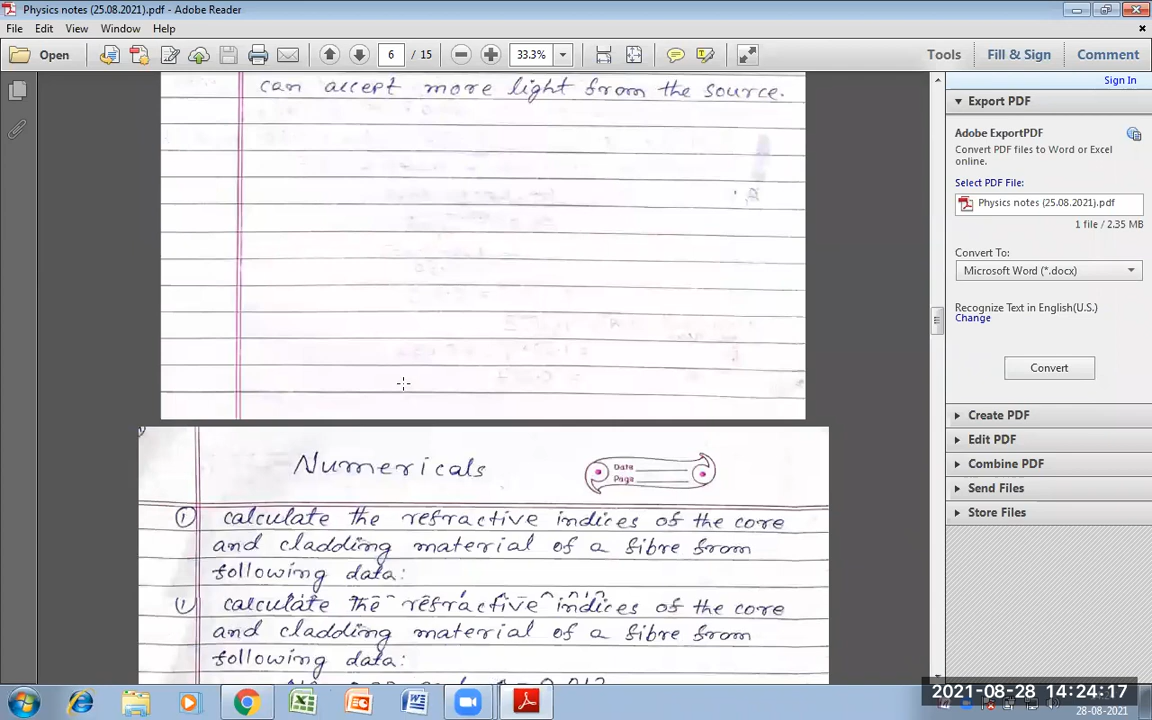 Physics notes (25.08.2021).pdf - Adobe Reader
File Edit View Window Help
Open 6 / 15 33.3% Tools Fill & Sign Comment
Sign In
can accept more light from the source.
Numericals
Date
Page
① calculate the refractive indices of the core
and cladding material of a fibre from
following data:
① calculate the refractive indices of the core
and cladding material of a fibre from
following data:
Export PDF
Adobe ExportPDF
Convert PDF files to Word or Excel
online.
Select PDF File:
Physics notes (25.08.2021).pdf
1 file / 2.35 MB
Convert To:
Microsoft Word (*.docx)
Recognize Text in English(U.S.)
Change
Convert
Create PDF
Edit PDF
Combine PDF
Send Files
Store Files
2021-08-28 14:24:17
28-08-2021